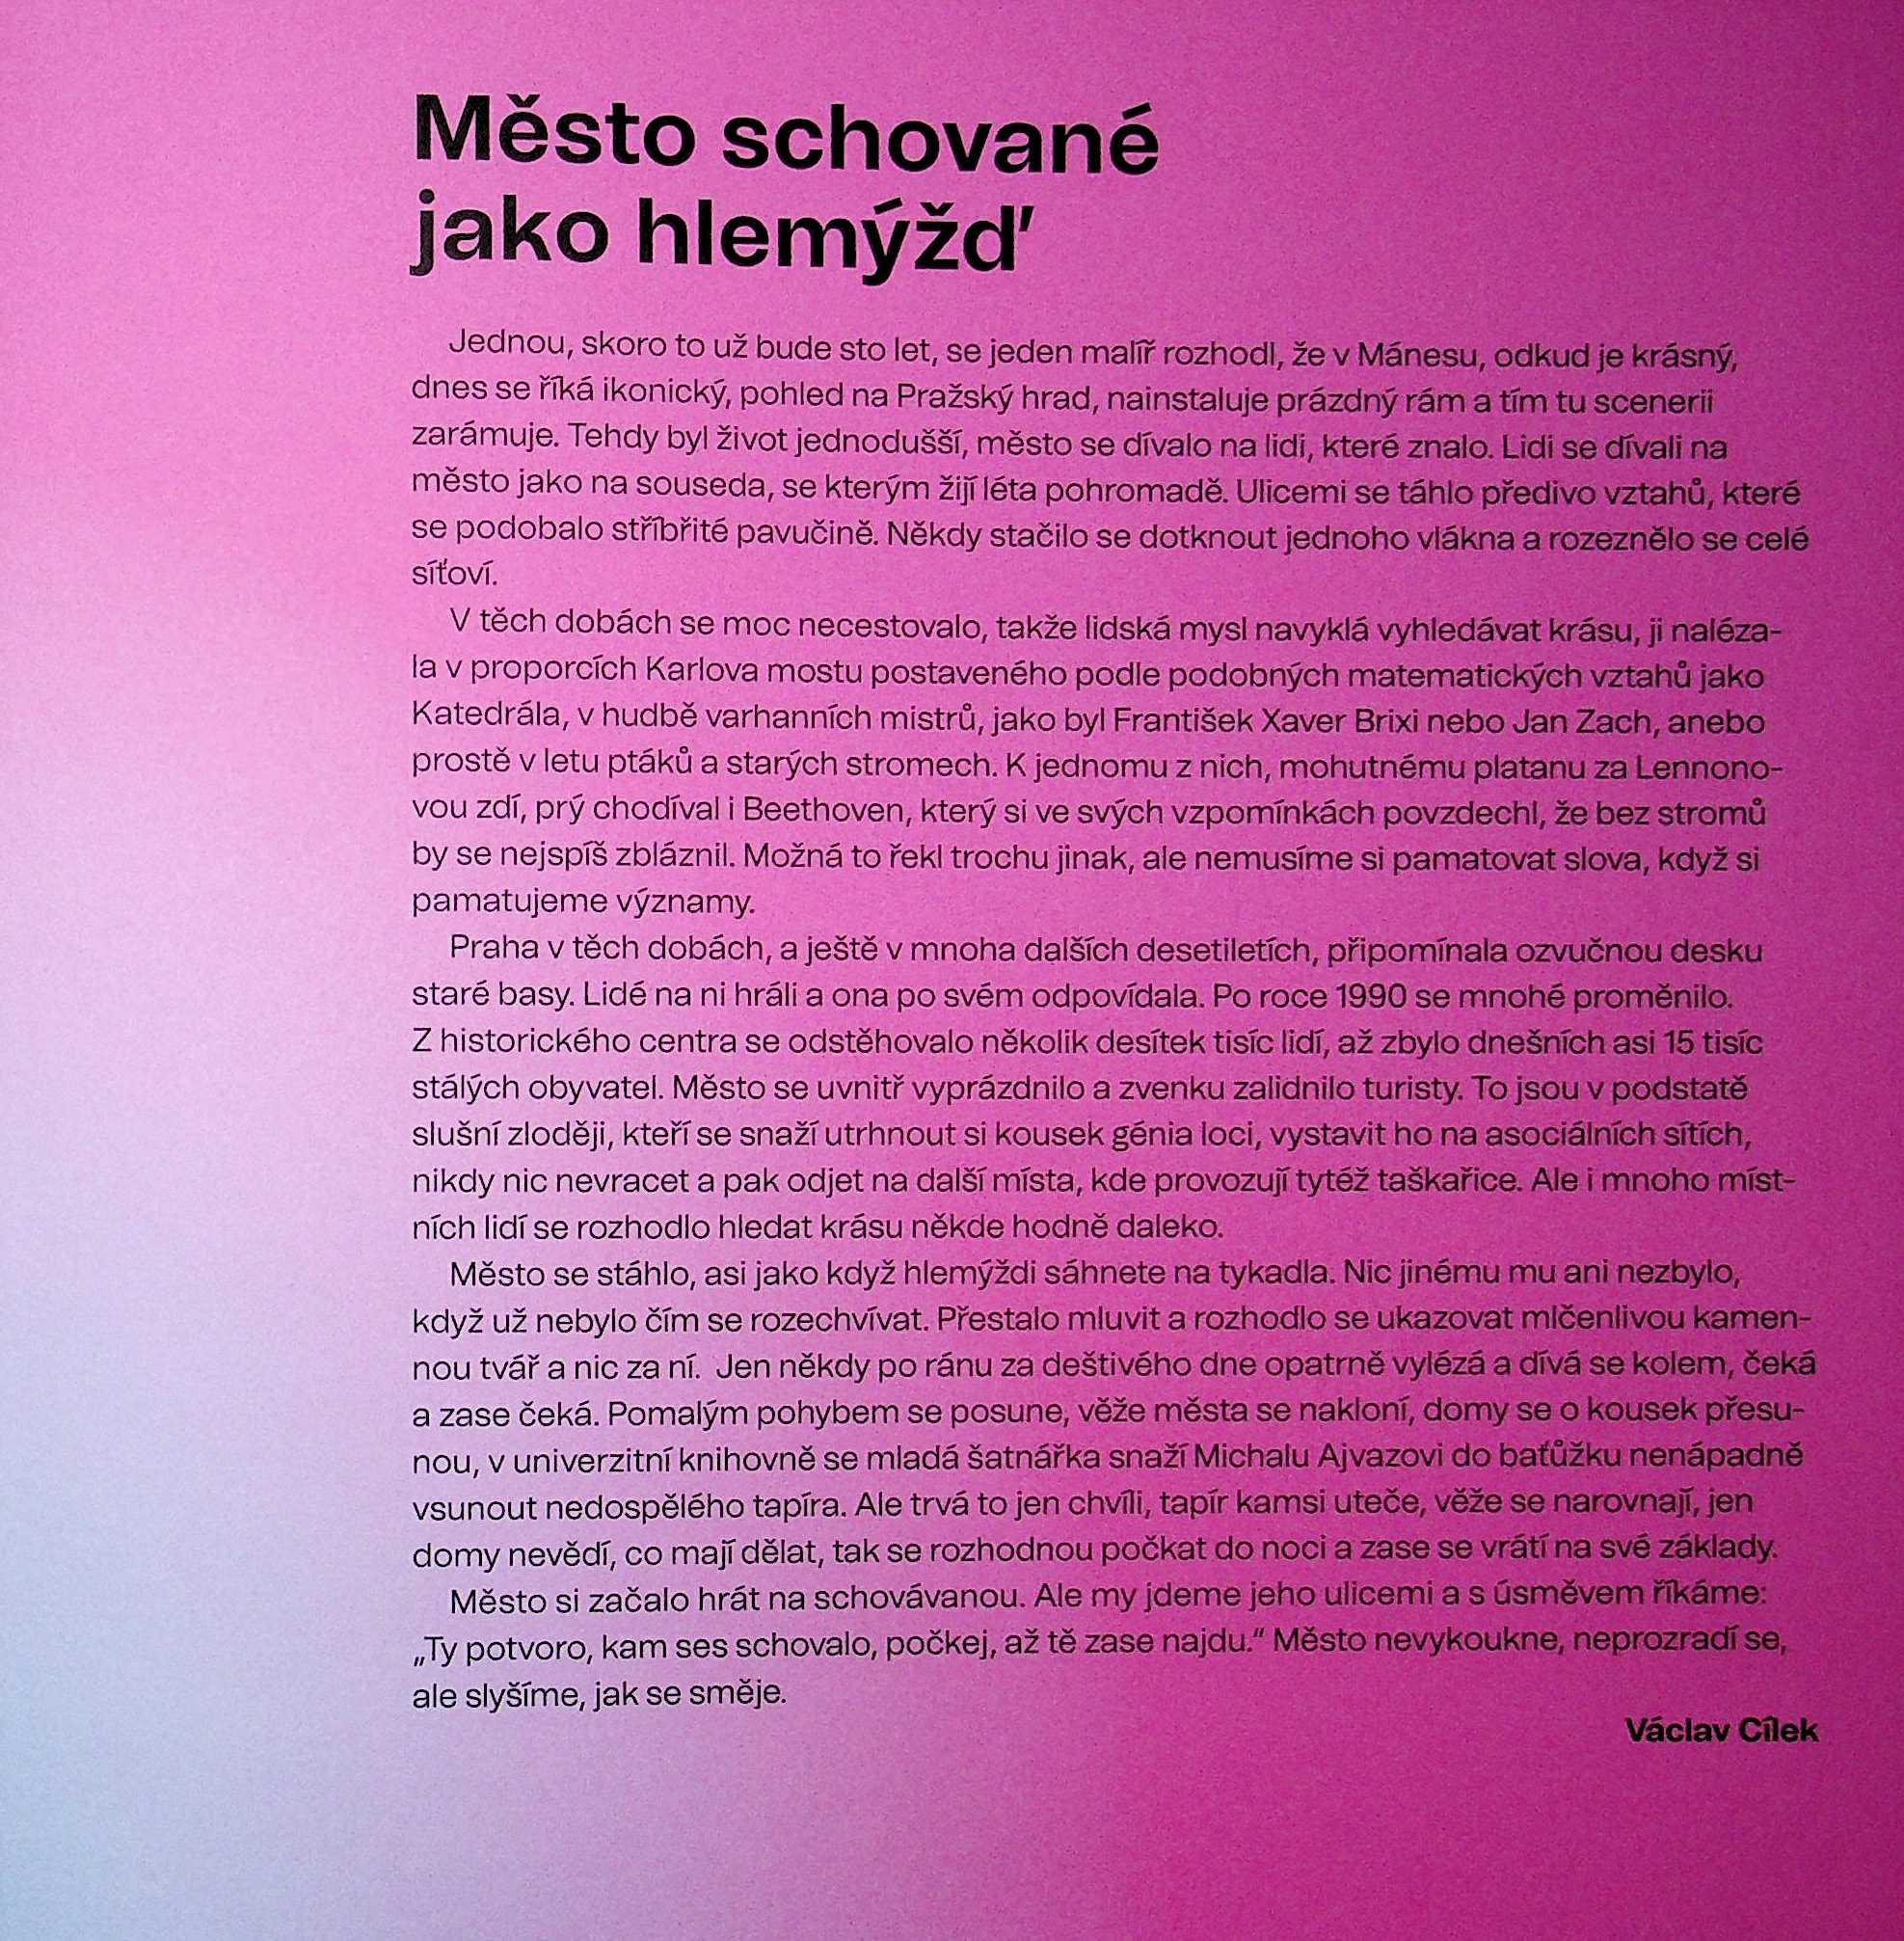 Město schované
jako hlemýžď
Jednou, skoro to už bude sto let, se jeden malíř rozhodl, že v Mánesu, odkud je krásný,
dnes se říká ikonický, pohled na Pražský hrad, nainstaluje prázdný rám a tím tu scenerii
zarámuje. Tehdy byl život jednodušší, město se dívalo na lidi, které znalo. Lidi se dívali na
město jako na souseda, se kterým žijí léta pohromadě. Ulicemi se táhlo předivo vztahů, které
se podobalo stříbřité pavučině. Někdy stačilo se dotknout jednoho vlákna a rozeznělo se celé
síťoví.
V těch dobách se moc necestovalo, takže lidská mysl navyklá vyhledávat krásu, ji naléza-
la v proporcích Karlova mostu postaveného podle podobných matematických vztahů jako
Katedrála, v hudbě varhanních mistrů, jako byl František Xaver Brixi nebo Jan Zach, anebo
prostě v letu ptáků a starých stromech. K jednomu z nich, mohutnému platanu za Lennono-
vou zdí, prý chodíval i Beethoven, který si ve svých vzpomínkách povzdechl, že bez stromů
by se nejspíš zbláznil. Možná to řekl trochu jinak, ale nemusíme si pamatovat slova, když si
pamatujeme významy.
Praha v těch dobách, a ještě v mnoha dalších desetiletích, připomínala ozvučnou desku
staré basy. Lidé na ni hráli a ona po svém odpovídala. Po roce 1990 se mnohé proměnilo.
Z historického centra se odstěhovalo několik desítek tisíc lidí, až zbylo dnešních asi 15 tisíc
stálých obyvatel. Město se uvnitř vyprázdnilo a zvenku zalidnilo turisty. To jsou v podstatě
slušní zloději, kteří se snaží utrhnout si kousek génia loci, vystavit ho na asociálních sítích,
nikdy nic nevracet a pak odjet na další místa, kde provozují tytéž taškařice. Ale i mnoho míst-
ních lidí se rozhodlo hledat krásu někde hodně daleko.
Město se stáhlo, asi jako když hlemýždi sáhnete na tykadla. Nic jinému mu ani nezbylo,
když už nebylo čím se rozechvívat. Přestalo mluvit a rozhodlo se ukazovat mlčenlivou kamen-
nou tvář a nic za ní. Jen někdy po ránu za deštivého dne opatrně vylézá a dívá se kolem, čeká
a zase čeká. Pomalým pohybem se posune, věže města se nakloní, domy se o kousek přesu-
nou, v univerzitní knihovně se mladá šatnářka snaží Michalu Ajvazovi do baťůžku nenápadně
vsunout nedospělého tapíra. Ale trvá to jen chvíli, tapír kamsi uteče, věže se narovnají, jen
domy nevědí, co mají dělat, tak se rozhodnou počkat do noci a zase se vrátí na své základy.
Město si začalo hrát na schovávanou. Ale my jdeme jeho ulicemi a s úsměvem říkáme:
„Ty potvoro, kam ses schovalo, počkej, až tě zase najdu.“ Město nevykoukne, neprozradí se,
ale slyšíme, jak se směje.
Václav Cílek